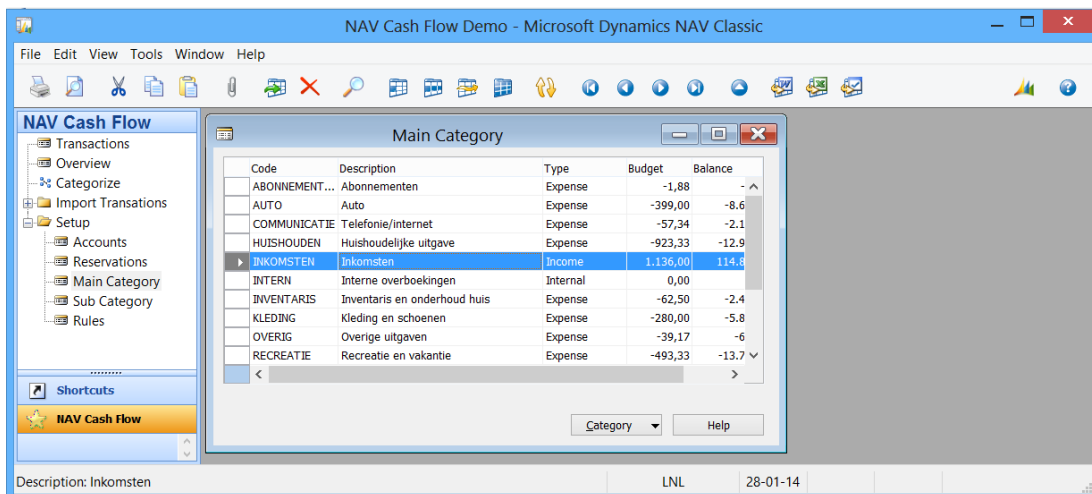 NAV Cash Flow Demo - Microsoft Dynamics NAV Classic
File Edit View Tools Window Help
NAV Cash Flow
Transactions
Overview
Categorize
Import Transations
Setup
Accounts
Reservations
Main Category
Sub Category
Rules
Shortcuts
NAV Cash Flow
Main Category
Code Description Type Budget Balance
ABONNEMENT... Abonnementen Expense -1,88 -
AUTO Auto Expense -399,00 -8.6
COMMUNICATIE Telefonie/internet Expense -57,34 -2.1
HUISHOUDEN Huishoudelijke uitgave Expense -923,33 -12.9
INKOMSTEN Inkomsten Income 1.136,00 114.8
INTERN Interne overboekingen Internal 0,00
INVENTARIS Inventaris en onderhoud huis Expense -62,50 -2.4
KLEDING Kleding en schoenen Expense -280,00 -5.8
OVERIG Overige uitgaven Expense -39,17 -6
RECREATIE Recreatie en vakantie Expense -493,33 -13.7
Category Help
Description: Inkomsten LNL 28-01-14